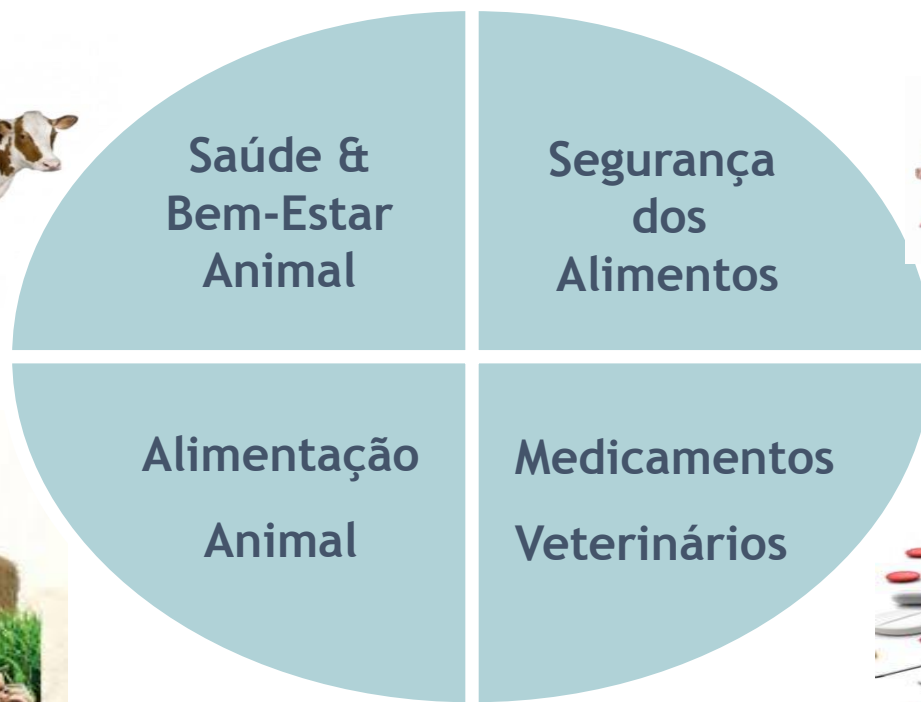 Saúde &
Bem-Estar
Animal
Segurança
dos
Alimentos
Alimentação
Animal
Medicamentos
Veterinários